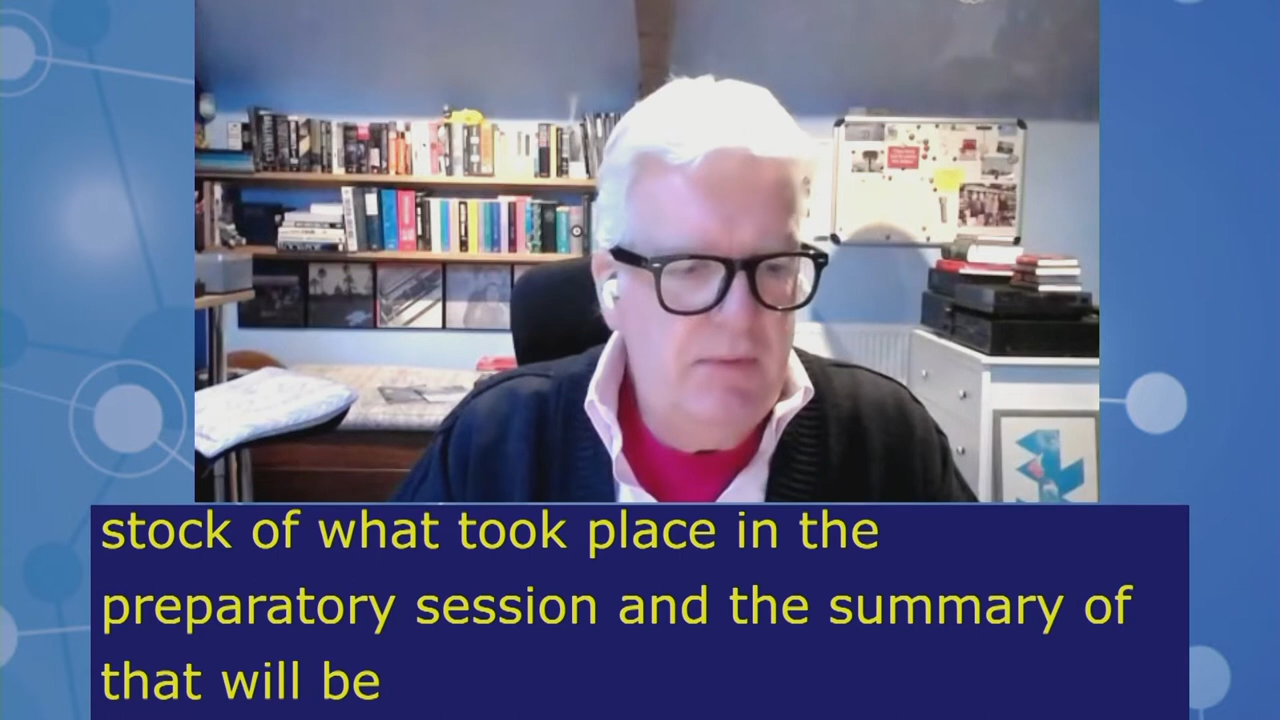 stock of what took place in the
preparatory session and the summary of
that will be